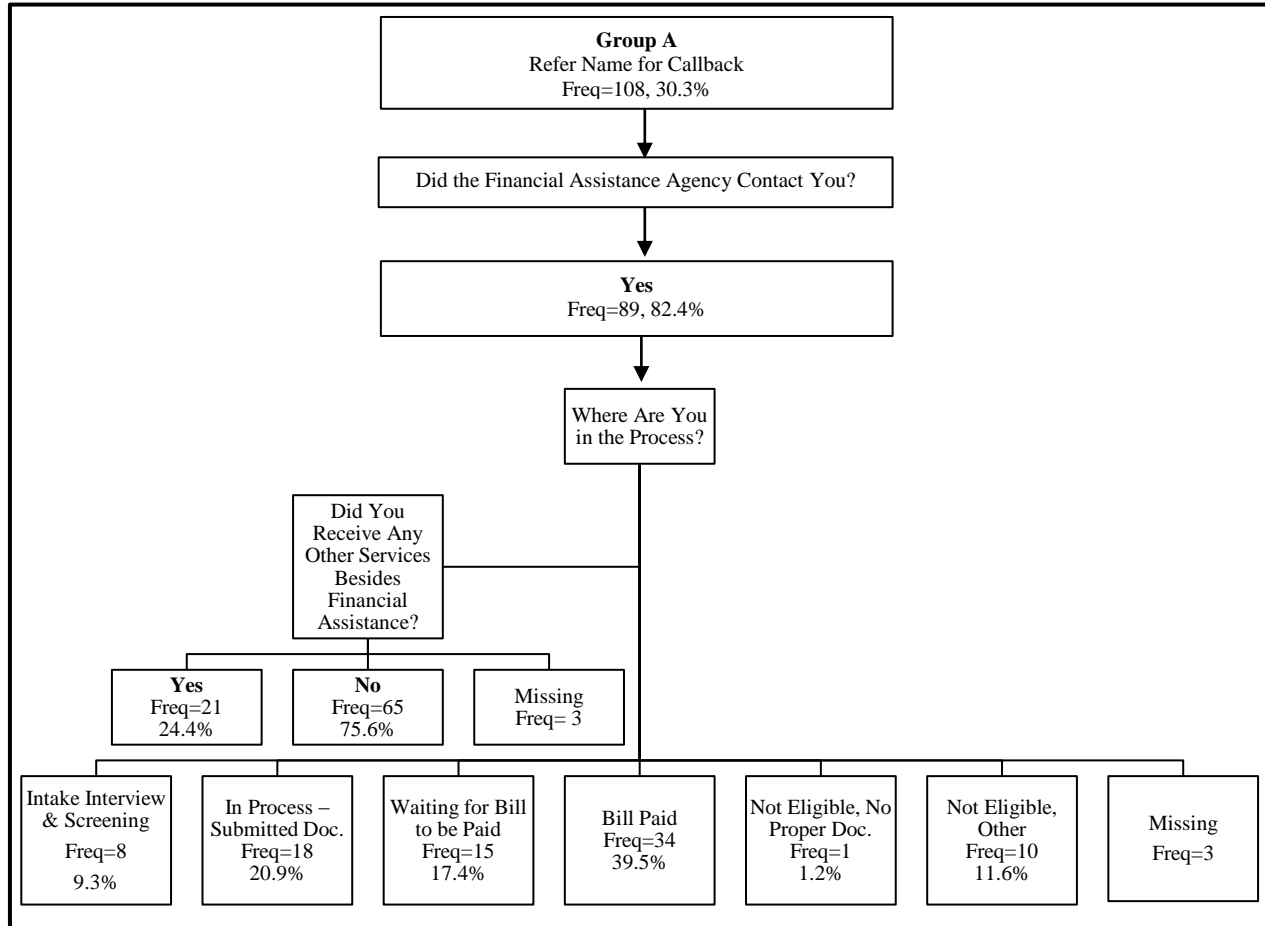 Group A
Refer Name for Callback
Freq=108, 30.3%
Did the Financial Assistance Agency Contact You?
Yes
Freq=89, 82.4%
Where Are You
in the Process?
Did You
Receive Any
Other Services
Besides
Financial
Assistance?
Yes
Freq=21
24.4%
No
Freq=65
75.6%
Missing
Freq= 3
Intake Interview
& Screening
Freq=8
9.3%
In Process –
Submitted Doc.
Freq=18
20.9%
Waiting for Bill
to be Paid
Freq=15
17.4%
Bill Paid
Freq=34
39.5%
Not Eligible, No
Proper Doc.
Freq=1
1.2%
Not Eligible,
Other
Freq=10
11.6%
Missing
Freq=3